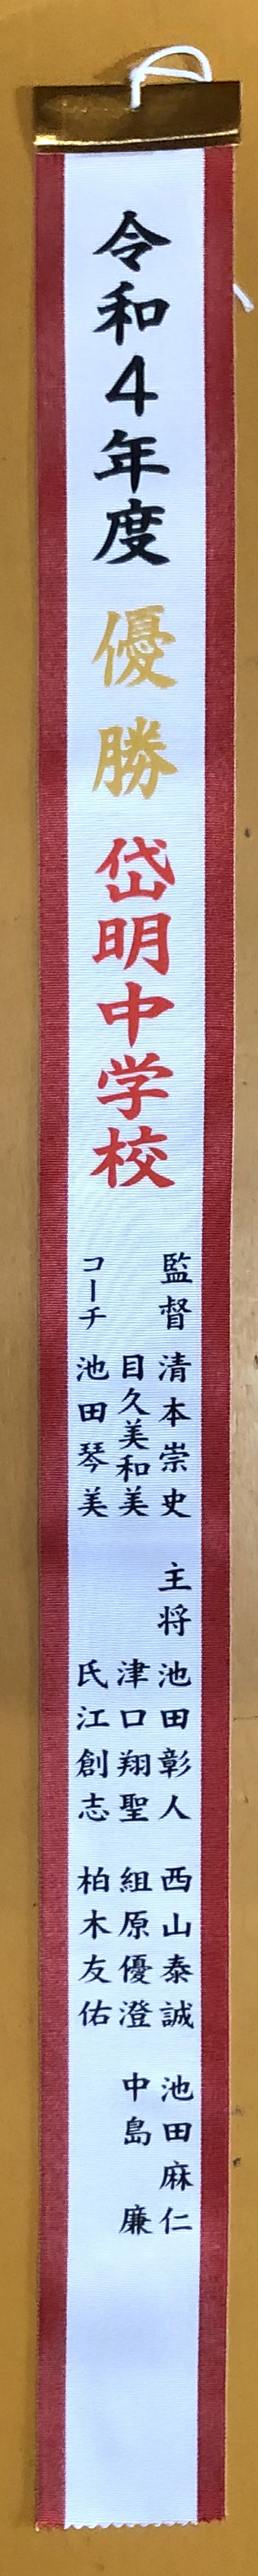 令和4年度 優勝 岱明中学校
監督 清本崇史
目久美和美
コーチ 池田琴美
主将 池田彰人
津口翔聖
氏江創志
西山泰誠
組原優澄
柏木友佑
池田麻仁
中島 廉